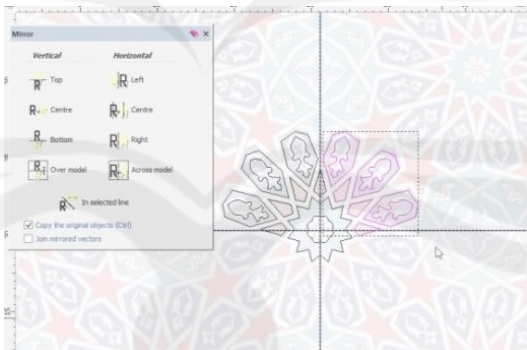 Mirror
Vertical Horizontal
Top Left
Centre Centre
Bottom Right
Over model Across model
In selected line
Copy the original objects (Ctrl)
Join mirrored vectors